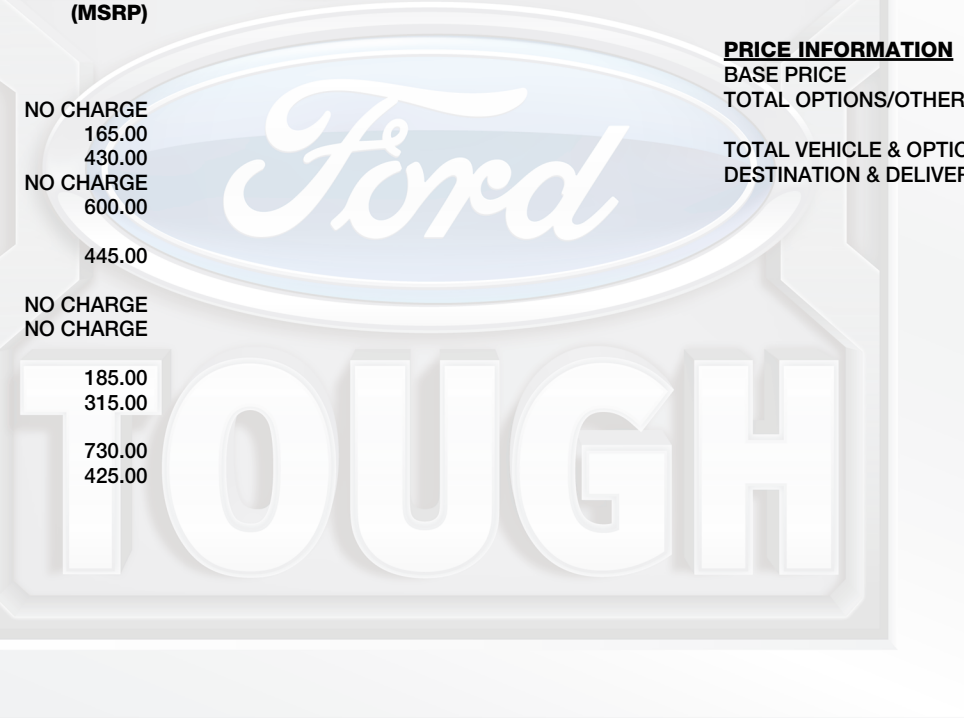 (MSRP)
NO CHARGE
165.00
430.00
NO CHARGE
600.00
445.00
NO CHARGE
NO CHARGE
185.00
315.00
730.00
425.00
PRICE INFORMATION
BASE PRICE
TOTAL OPTIONS/OTHER
TOTAL VEHICLE & OPTIO
DESTINATION & DELIVER
Ford
TOUGH